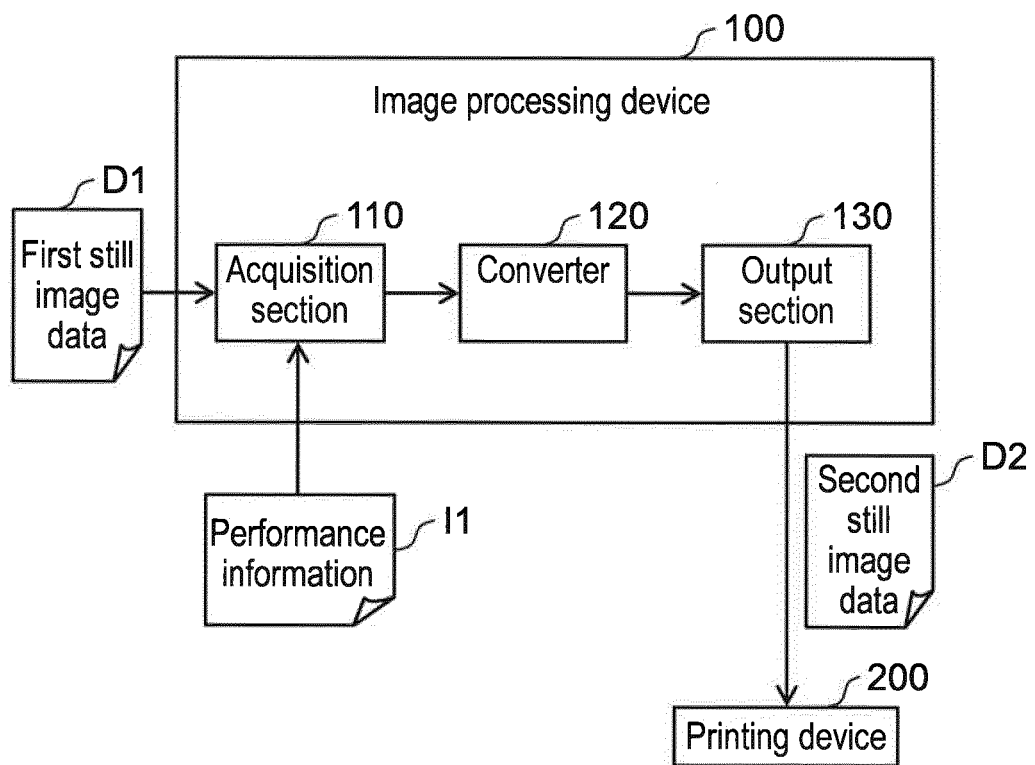 100
Image processing device
D1
First still
image
data
110
Acquisition
section
120
Converter
130
Output
section
Performance
information
I1
Second
still
image
data
D2
200
Printing device